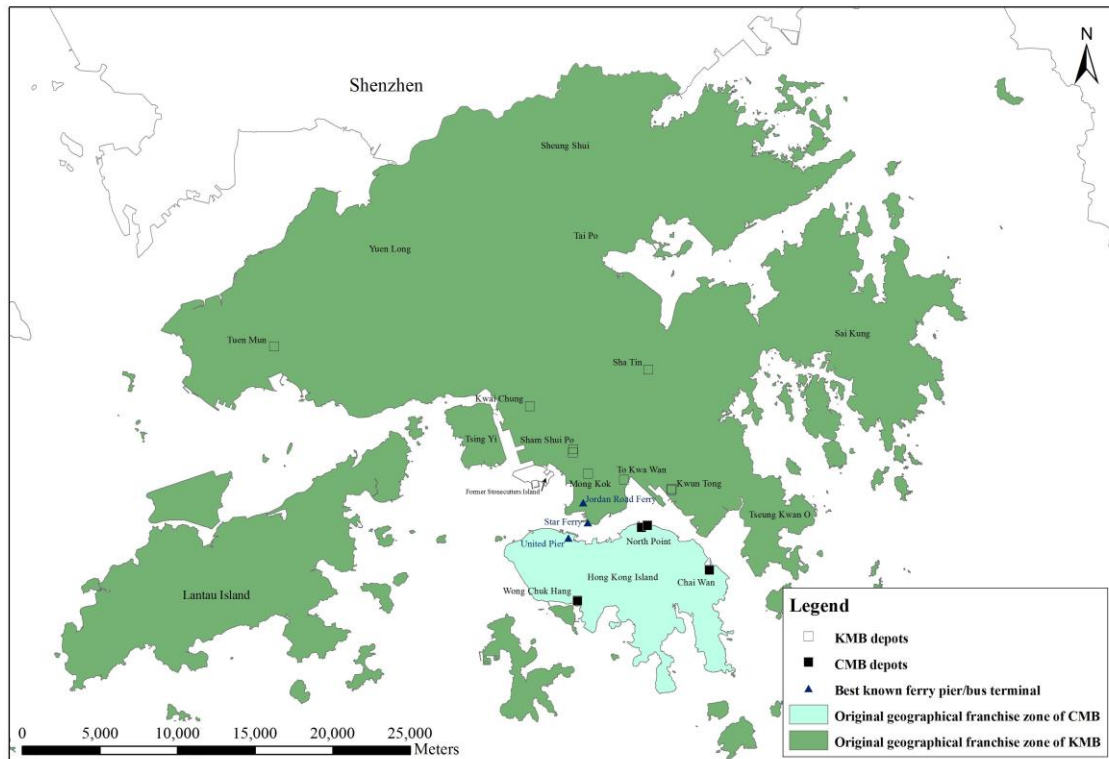 N
Shenzhen
Sheung Shui
Tai Po
Yuen Long
Sai Kung
Tuen Mun
Sha Tin
Kwai Chung
Tsing Yi
Sham Shui Po
To Kwa Wan
Mong Kok
Kwun Tong
Former Stonecutters Island
Jordan Road Ferry
Tseung Kwan O
Star Ferry
United Pier
North Point
Hong Kong Island
Chai Wan
Wong Chuk Hang
Lantau Island
Legend
KMB depots
CMB depots
Best known ferry pier/bus terminal
Original geographical franchise zone of CMB
Original geographical franchise zone of KMB
0 5,000 10,000 15,000 20,000 25,000
Meters